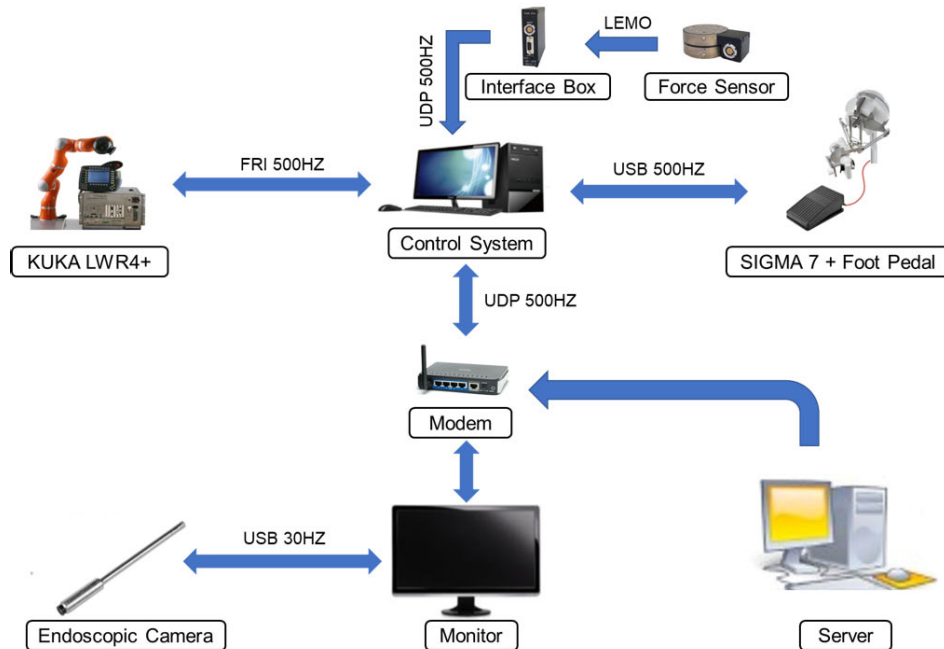 LEMO
UDP 500HZ
Interface Box
Force Sensor
FRI 500HZ
USB 500HZ
KUKA LWR4+
Control System
SIGMA 7 + Foot Pedal
UDP 500HZ
Modem
USB 30HZ
Endoscopic Camera
Monitor
Server